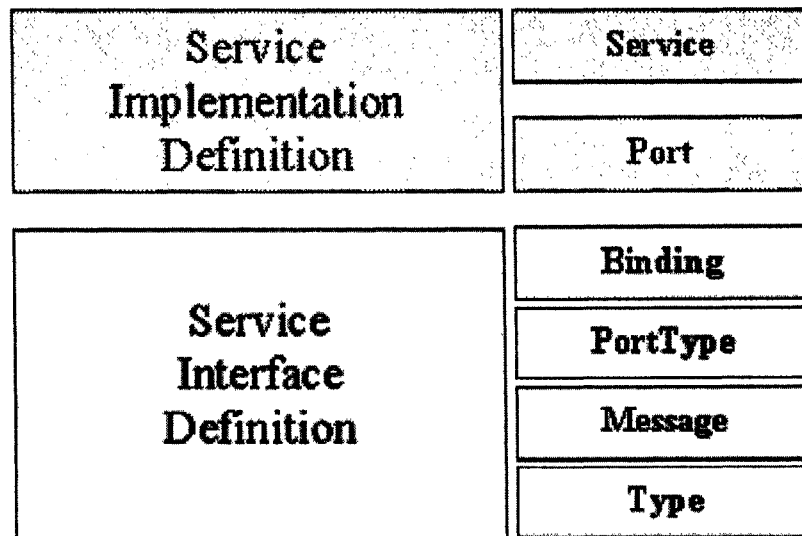 Service
Implementation
Definition
Service
Port
Service
Interface
Definition
Binding
PortType
Message
Type